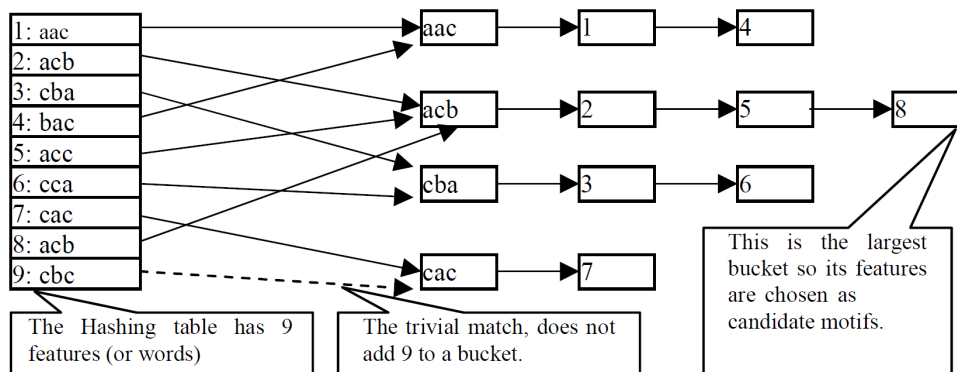 1: aac
2: acb
3: cba
4: bac
5: acc
6: cca
7: cac
8: acb
9: cbc
aac 1 4
acb 2 5 8
cba 3 6
cac 7
The Hashing table has 9
features (or words)
The trivial match, does not
add 9 to a bucket.
This is the largest
bucket so its features
are chosen as
candidate motifs.